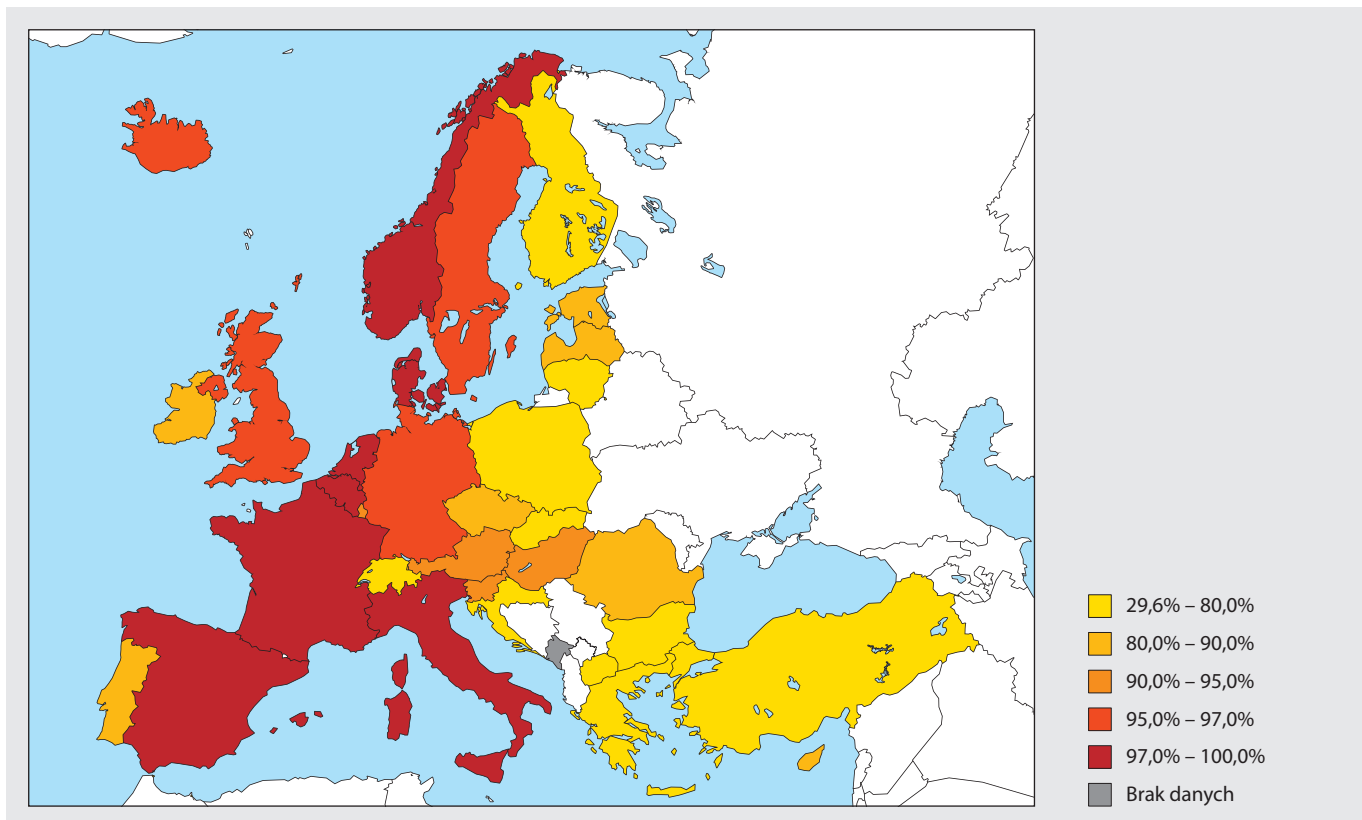 29,6% – 80,0%
80,0% – 90,0%
90,0% – 95,0%
95,0% – 97,0%
97,0% – 100,0%
Brak danych